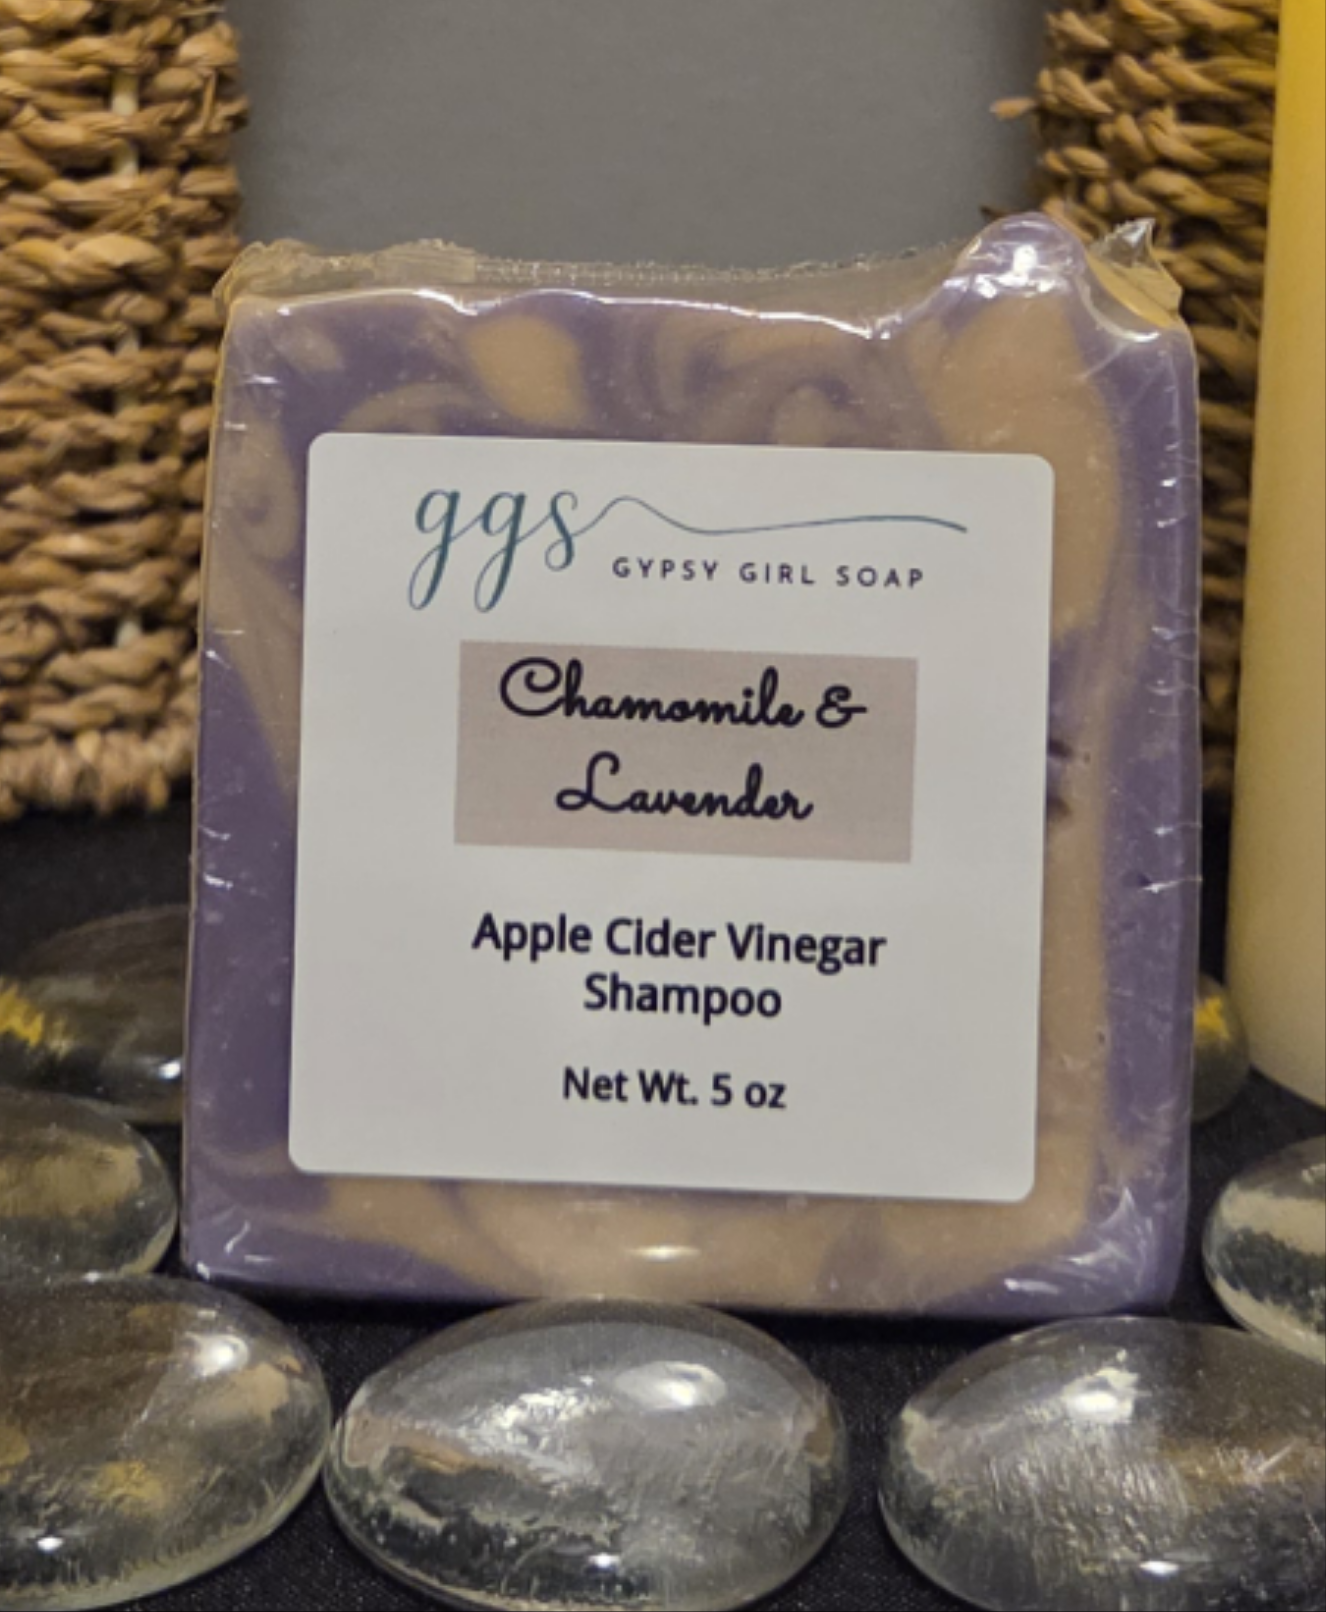 ggs
GYPSY GIRL SOAP
Chamomile &
Lavender
Apple Cider Vinegar
Shampoo
Net Wt. 5 oz